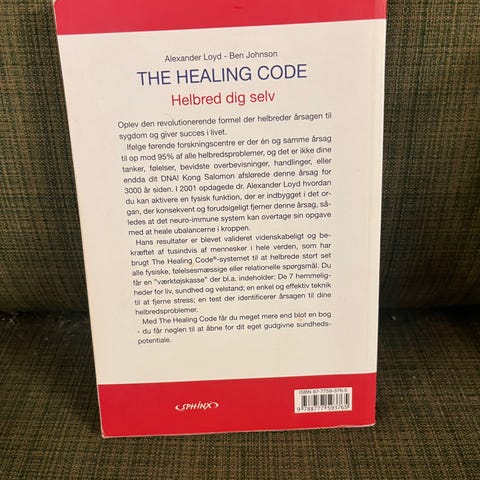 Alexander Loyd - Ben Johnson
THE HEALING CODE
Helbred dig selv
Oplev den revolutionerende formel der helbreder årsagen til
sygdom og giver succes i livet.
Ifølge førende forskningscentre er der én og samme årsag
til op mod 95% af alle helbredsproblemer, og det er ikke dine
tanker, følelser, bevidste overbevisninger, handlinger, eller
endda dit DNA! Kong Salomon afslørede denne årsag for
3000 år siden. I 2001 opdagede dr. Alexander Loyd hvordan
du kan aktivere en fysisk funktion, der er indbygget i det or-
gan, der konsekvent og forudsigeligt fjerner denne årsag, så-
ledes at det neuro-immune system kan overtage sin opgave
med at heale ubalancerne i kroppen.
Hans resultater er blevet valideret videnskabeligt og be-
kræftet af tusindvis af mennesker i hele verden, som har
brugt The Healing Code®-systemet til at helbrede stort set
alle fysiske, følelsesmæssige eller relationelle spørgsmål. Du
får en "værktøjskasse" der bl.a. indeholder: De 7 hemmelig-
heder for liv, sundhed og velstand; en enkel og effektiv teknik
til at fjerne stress; en test der identificerer årsagen til dine
helbredsproblemer.
Med The Healing Code får du meget mere end blot en bog
- du får nøglen til at åbne for dit eget gudgivne sundheds-
potentiale.
SPHINX
ISBN 87-7759-376-5
9 788777 593765